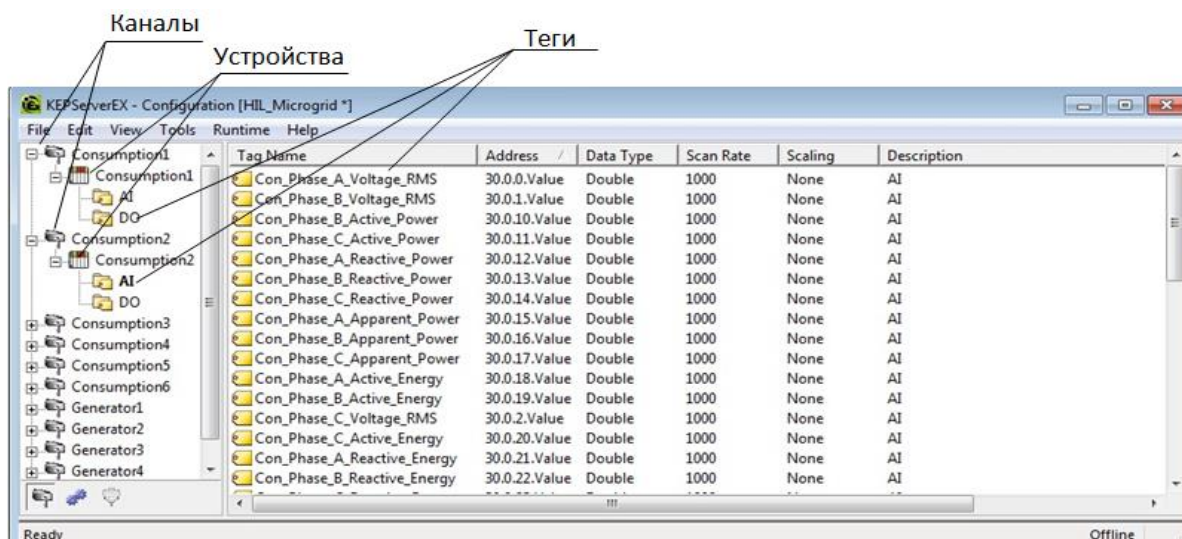 Каналы
Устройства
Теги
KEPServerEX - Configuration [HIL_Microgrid *]
File Edit View Tools Runtime Help
Consumption1
Consumption1
AI
DO
Consumption2
Consumption2
AI
DO
Consumption3
Consumption4
Consumption5
Consumption6
Generator1
Generator2
Generator3
Generator4
Tag Name Address Data Type Scan Rate Scaling Description
Con_Phase_A_Voltage_RMS 30.0.0.Value Double 1000 None AI
Con_Phase_B_Voltage_RMS 30.0.1.Value Double 1000 None AI
Con_Phase_B_Active_Power 30.0.10.Value Double 1000 None AI
Con_Phase_C_Active_Power 30.0.11.Value Double 1000 None AI
Con_Phase_A_Reactive_Power 30.0.12.Value Double 1000 None AI
Con_Phase_B_Reactive_Power 30.0.13.Value Double 1000 None AI
Con_Phase_C_Reactive_Power 30.0.14.Value Double 1000 None AI
Con_Phase_A_Apparent_Power 30.0.15.Value Double 1000 None AI
Con_Phase_B_Apparent_Power 30.0.16.Value Double 1000 None AI
Con_Phase_C_Apparent_Power 30.0.17.Value Double 1000 None AI
Con_Phase_A_Active_Energy 30.0.18.Value Double 1000 None AI
Con_Phase_B_Active_Energy 30.0.19.Value Double 1000 None AI
Con_Phase_C_Voltage_RMS 30.0.2.Value Double 1000 None AI
Con_Phase_C_Active_Energy 30.0.20.Value Double 1000 None AI
Con_Phase_A_Reactive_Energy 30.0.21.Value Double 1000 None AI
Con_Phase_B_Reactive_Energy 30.0.22.Value Double 1000 None AI
Ready Offline